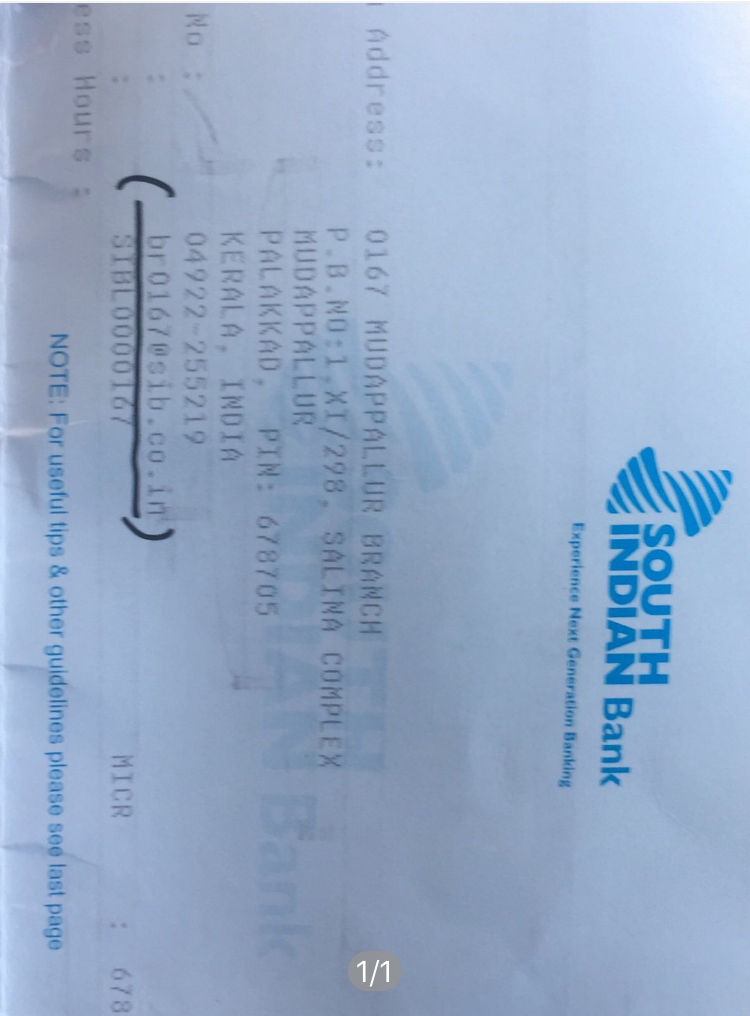 SOUTH
INDIAN Bank
Experience Next Generation Banking
Address: 0167 MUDAPPALLUR BRANCH
P.B.NO:1,XI/298, SALINA COMPLEX
MUDAPPALLUR
PALAKKAD, PIN: 678705
KERALA, INDIA
No : 04922-255219
: br0167@sib.co.in
: SIBL0000167 MICR : 678
ess Hours :
NOTE: For useful tips & other guidelines please see last page
INDIAN Bank
1/1